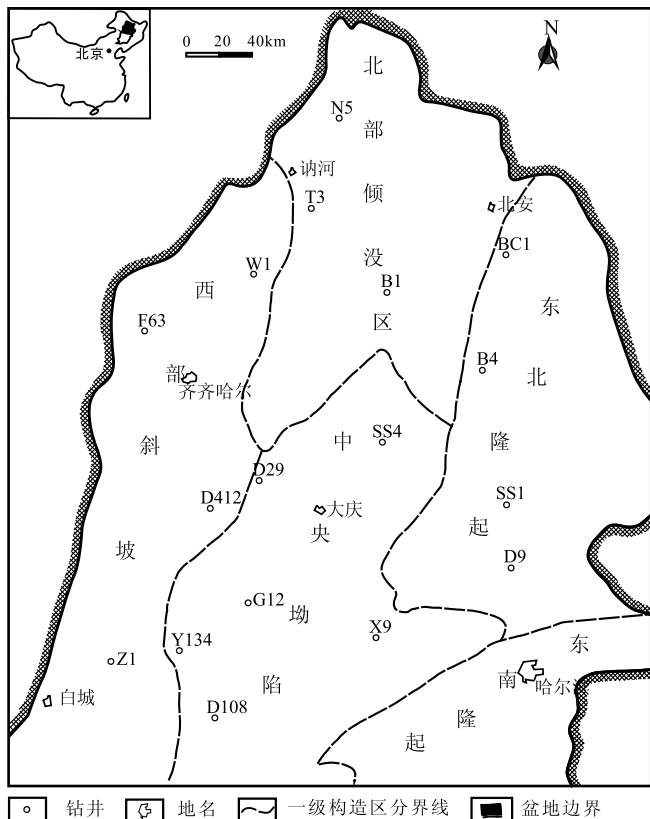 北京
0 20 40km
N
N5
讷河
T3
北安
BC1
W1
B1
F63
B4
齐齐哈尔
SS4
D29
D412
SS1
大庆
D9
G12
X9
Y134
Z1
白城
D108
哈尔
北部倾没区
西部斜坡
中央坳陷
东北隆起
东南隆起
钻井 地名 一级构造区分界线 盆地边界